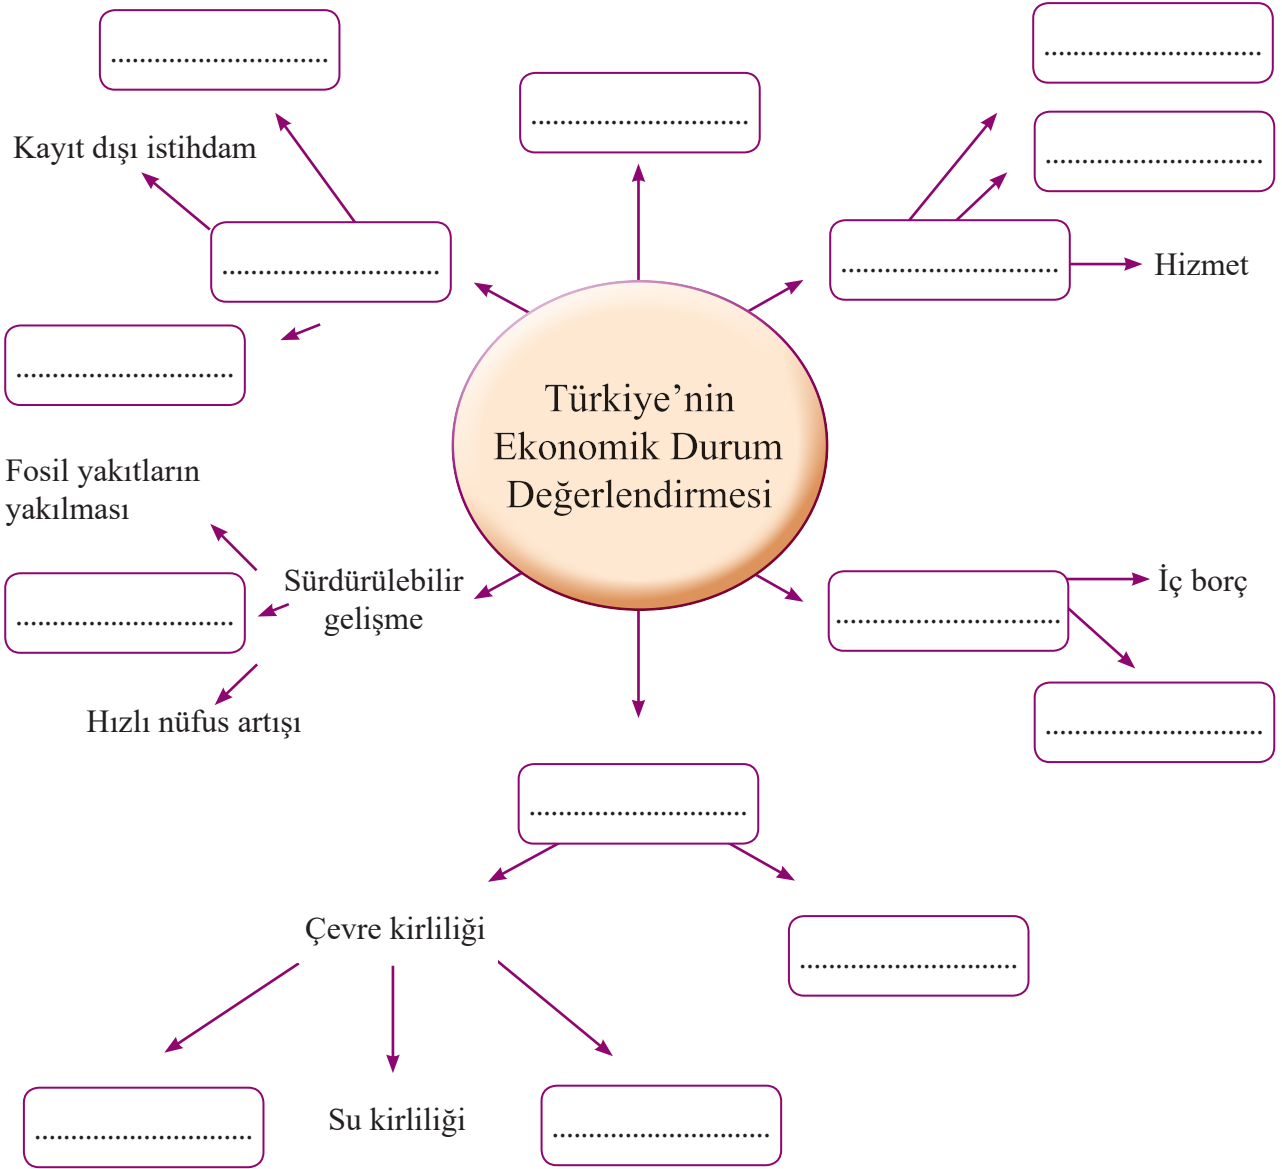 Kayıt dışı istihdam
Hizmet
Türkiye’nin
Ekonomik Durum
Değerlendirmesi
Fosil yakıtların
yakılması
Sürdürülebilir
gelişme
İç borç
Hızlı nüfus artışı
Çevre kirliliği
Su kirliliği